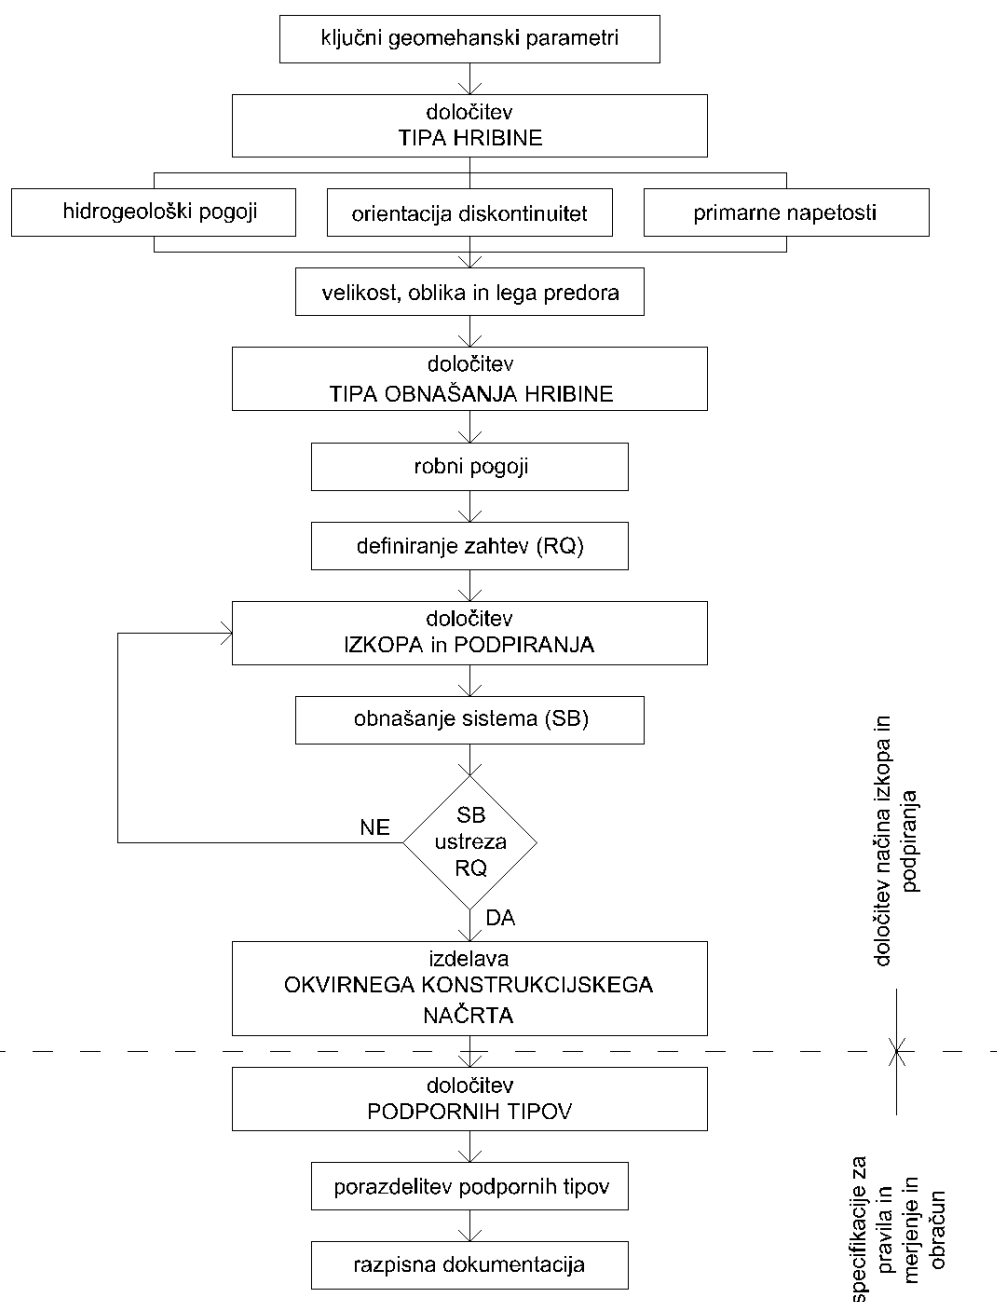 ključni geomehanski parametri
določitev
TIPA HRIBINE
hidrogeološki pogoji
orientacija diskontinuitet
primarne napetosti
velikost, oblika in lega predora
določitev
TIPA OBNAŠANJA HRIBINE
robni pogoji
definiranje zahtev (RQ)
določitev
IZKOPA in PODPIRANJA
obnašanje sistema (SB)
SB
ustreza
RQ
NE
DA
izdelava
OKVIRNEGA KONSTRUKCIJSKEGA
NAČRTA
določitev
PODPORNIH TIPOV
porazdelitev podpornih tipov
razpisna dokumentacija
določitev načina izkopa in
podpiranja
specifikacije za
pravila in
merjenje in
obračun